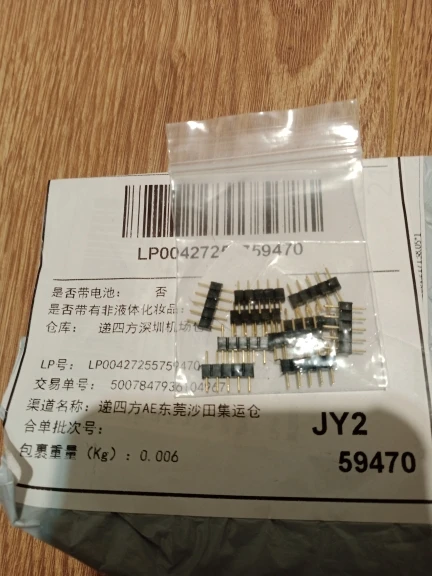 LP00427255759470
是否带电池： 否
是否带有非液体化妆品:
仓库： 递四方深圳机场
LP号： LP00427255759470
交易单号：
渠道名称：递四方AE东莞沙田集运仓
合单批次号：
JY2
包裹重量（Kg）：0.006
59470